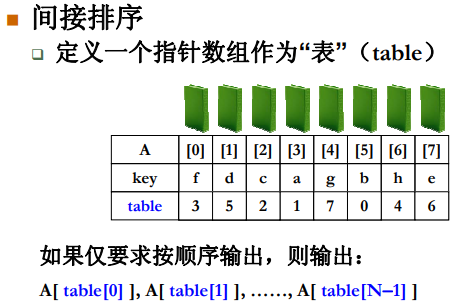 间接排序
定义一个指针数组作为“表”（table）
A [0] [1] [2] [3] [4] [5] [6] [7]
key f d c a g b h e
table 3 5 2 1 7 0 4 6
如果仅要求按顺序输出，则输出：
A[ table[0] ], A[ table[1] ], ……, A[ table[N–1] ]